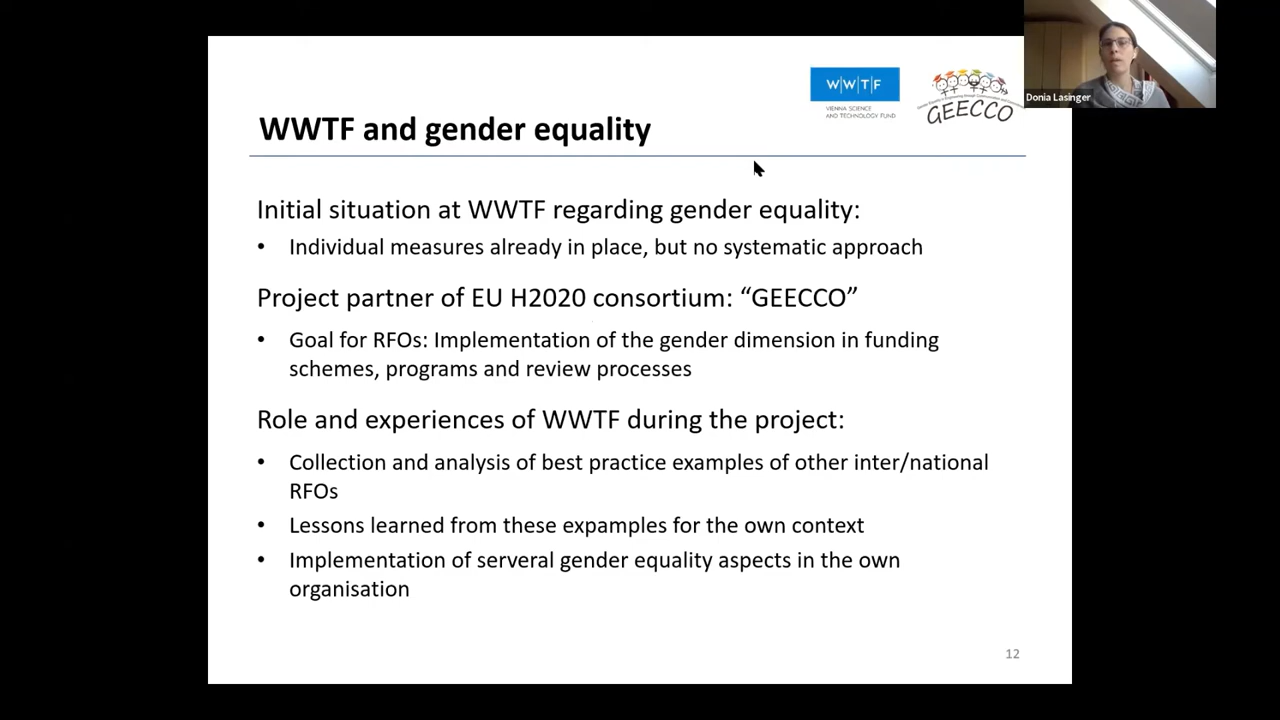 W|W|T|F
VIENNA SCIENCE
AND TECHNOLOGY FUND
GEECCO
Donia Lasinger
WWTF and gender equality
Initial situation at WWTF regarding gender equality:
• Individual measures already in place, but no systematic approach
Project partner of EU H2020 consortium: “GEECCO”
• Goal for RFOs: Implementation of the gender dimension in funding
schemes, programs and review processes
Role and experiences of WWTF during the project:
• Collection and analysis of best practice examples of other inter/national
RFOs
• Lessons learned from these expamples for the own context
• Implementation of serveral gender equality aspects in the own
organisation
12